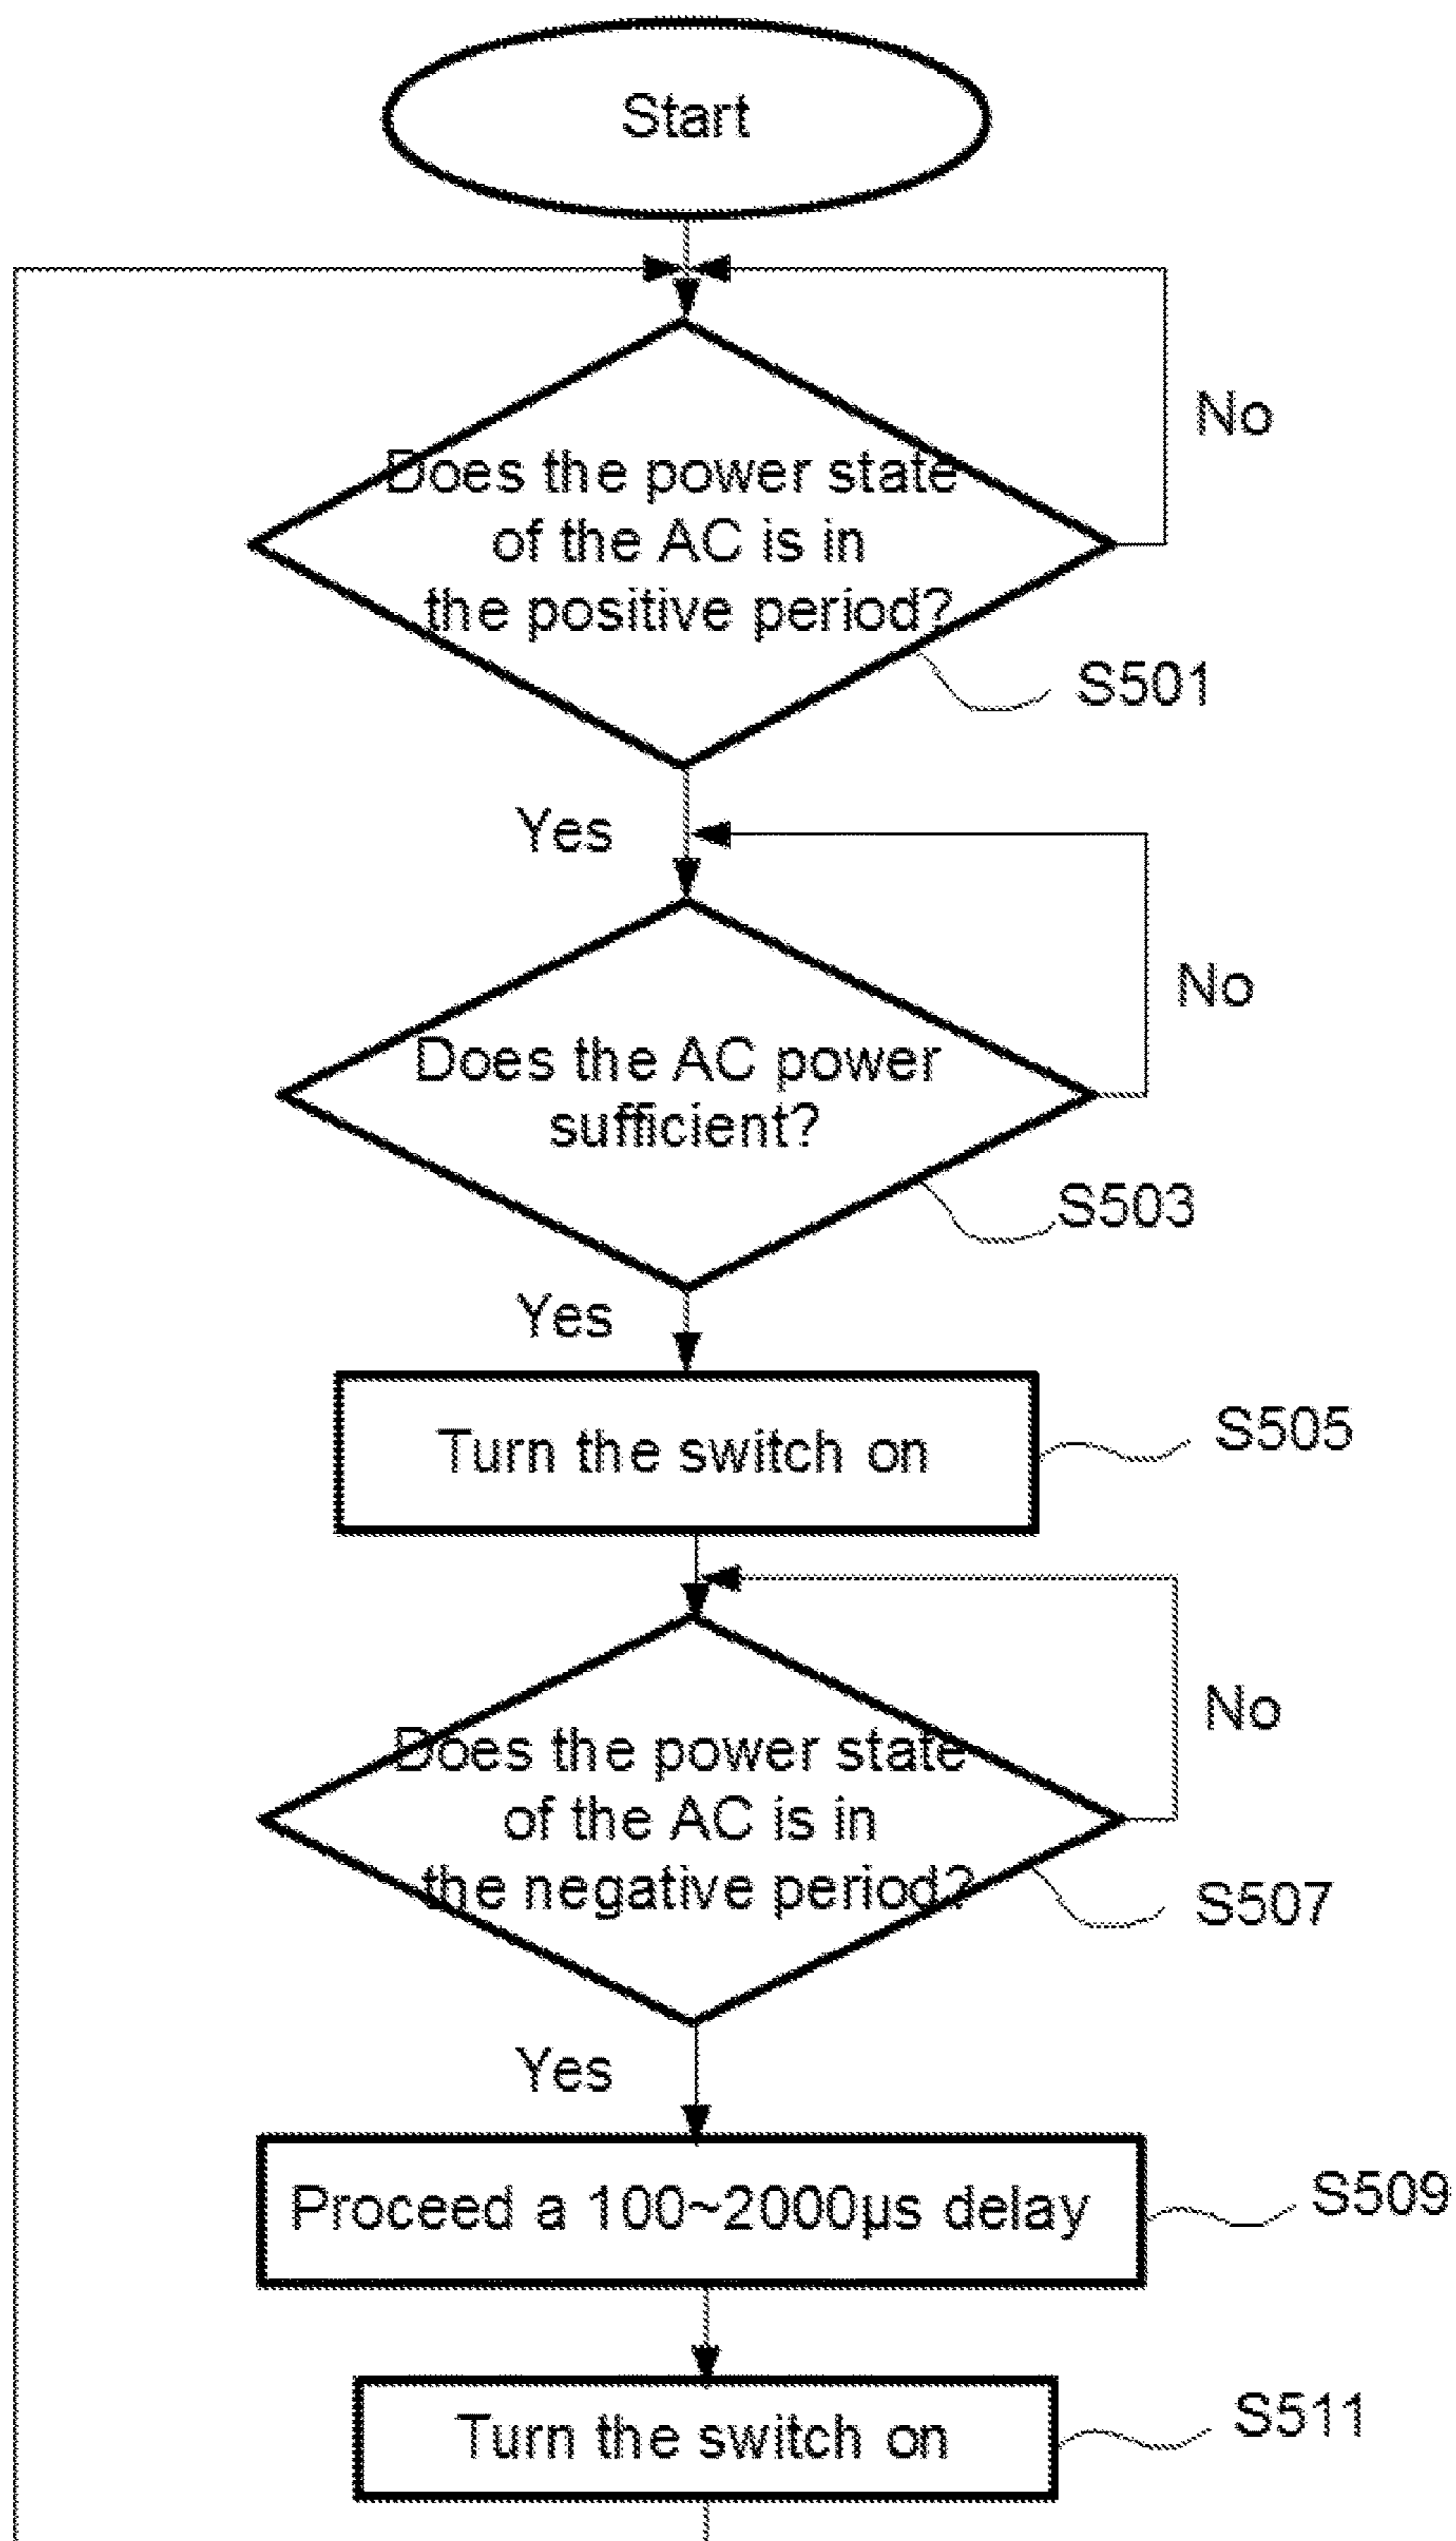 Start
No
Does the power state
of the AC is in
the positive period?
S501
Yes
No
Does the AC power
sufficient?
S503
Yes
Turn the switch on
S505
No
Does the power state
of the AC is in
the negative period?
S507
Yes
Proceed a 100~2000µs delay
S509
Turn the switch on
S511